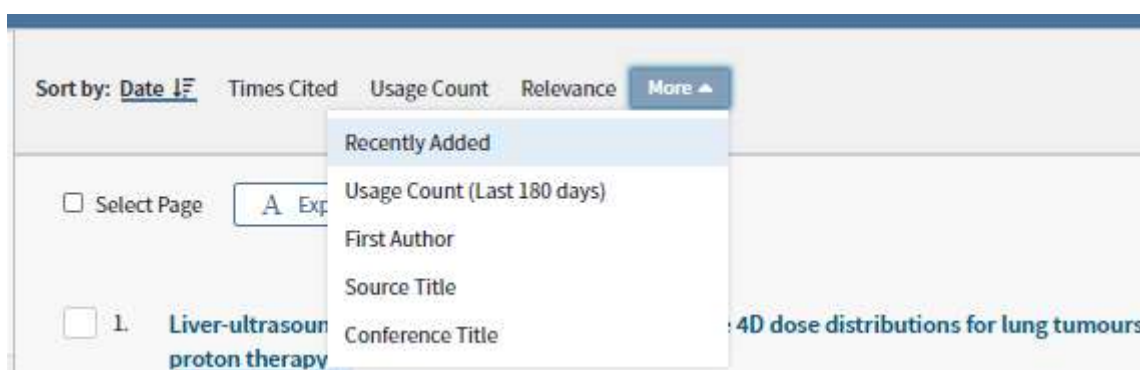 Sort by: Date Times Cited Usage Count Relevance More
Recently Added
Usage Count (Last 180 days)
First Author
Source Title
Conference Title
Select Page A Exp
1. Liver-ultrasoun 4D dose distributions for lung tumours
proton therapy